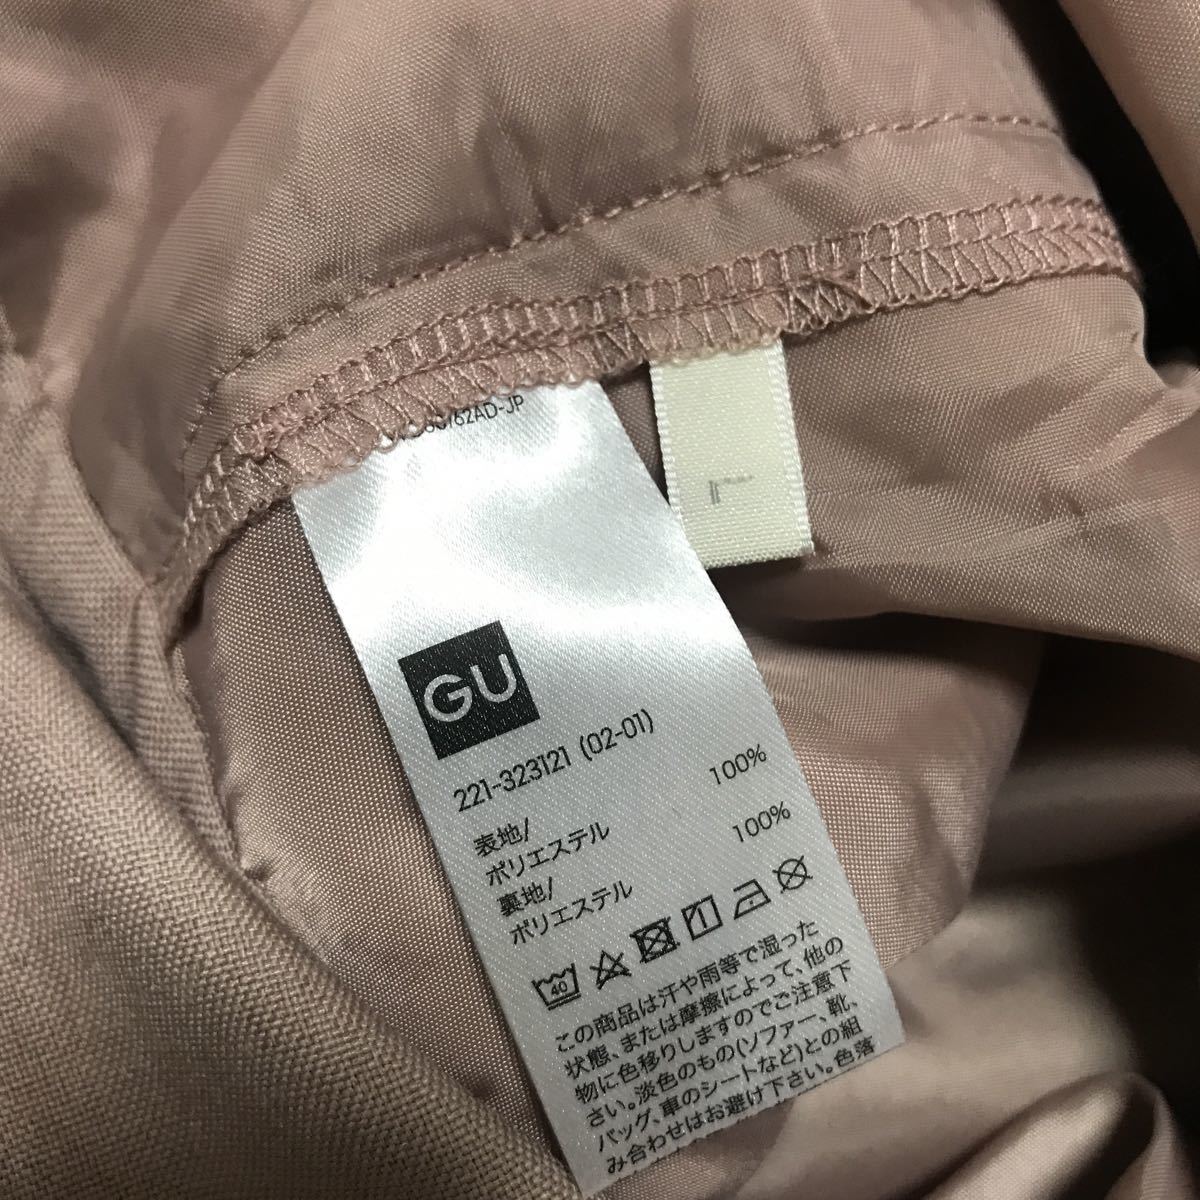 62AD-JP
GU
221-323121 (02-01)
表地/
ポリエステル 100%
裏地/
ポリエステル 100%
40
この商品は汗や雨等で湿った
状態、または摩擦によって、他の
物に色移りしますのでご注意下
さい。淡色のもの(ソファー、靴、
バッグ、車のシートなど)との組
み合わせはお避け下さい。色落